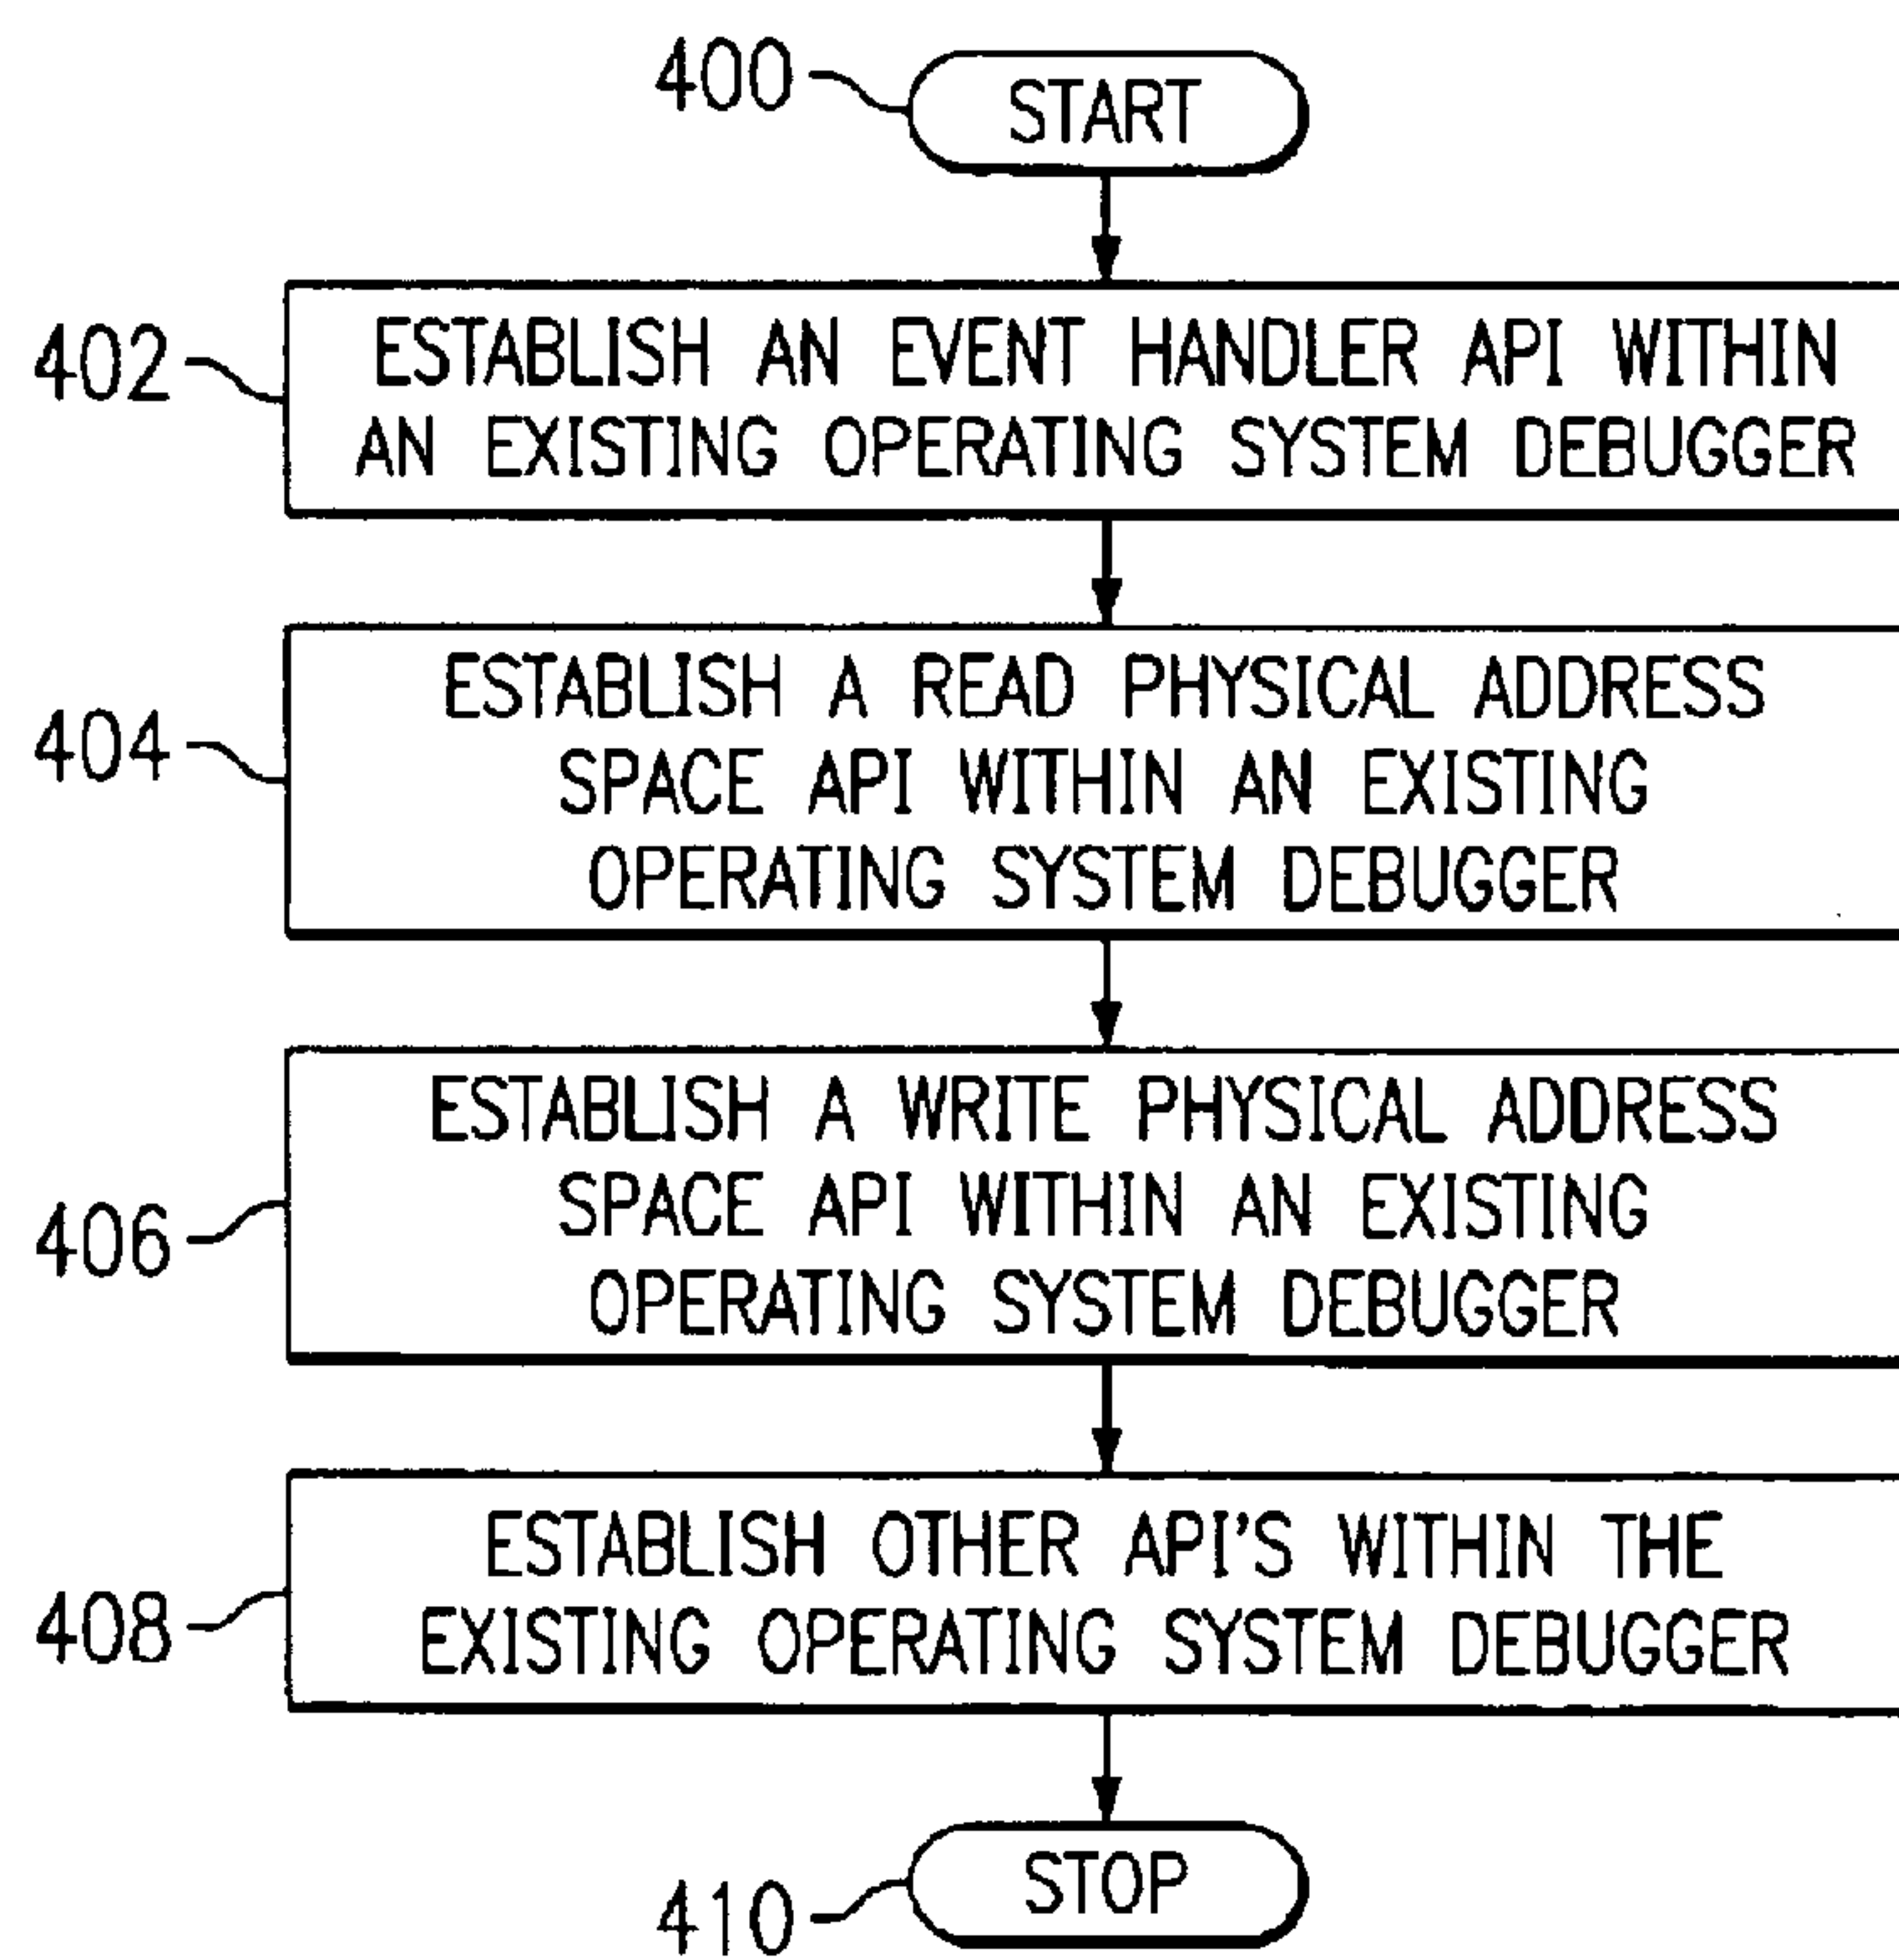 400
START
402
ESTABLISH AN EVENT HANDLER API WITHIN
AN EXISTING OPERATING SYSTEM DEBUGGER
404
ESTABLISH A READ PHYSICAL ADDRESS
SPACE API WITHIN AN EXISTING
OPERATING SYSTEM DEBUGGER
406
ESTABLISH A WRITE PHYSICAL ADDRESS
SPACE API WITHIN AN EXISTING
OPERATING SYSTEM DEBUGGER
408
ESTABLISH OTHER API'S WITHIN THE
EXISTING OPERATING SYSTEM DEBUGGER
410
STOP